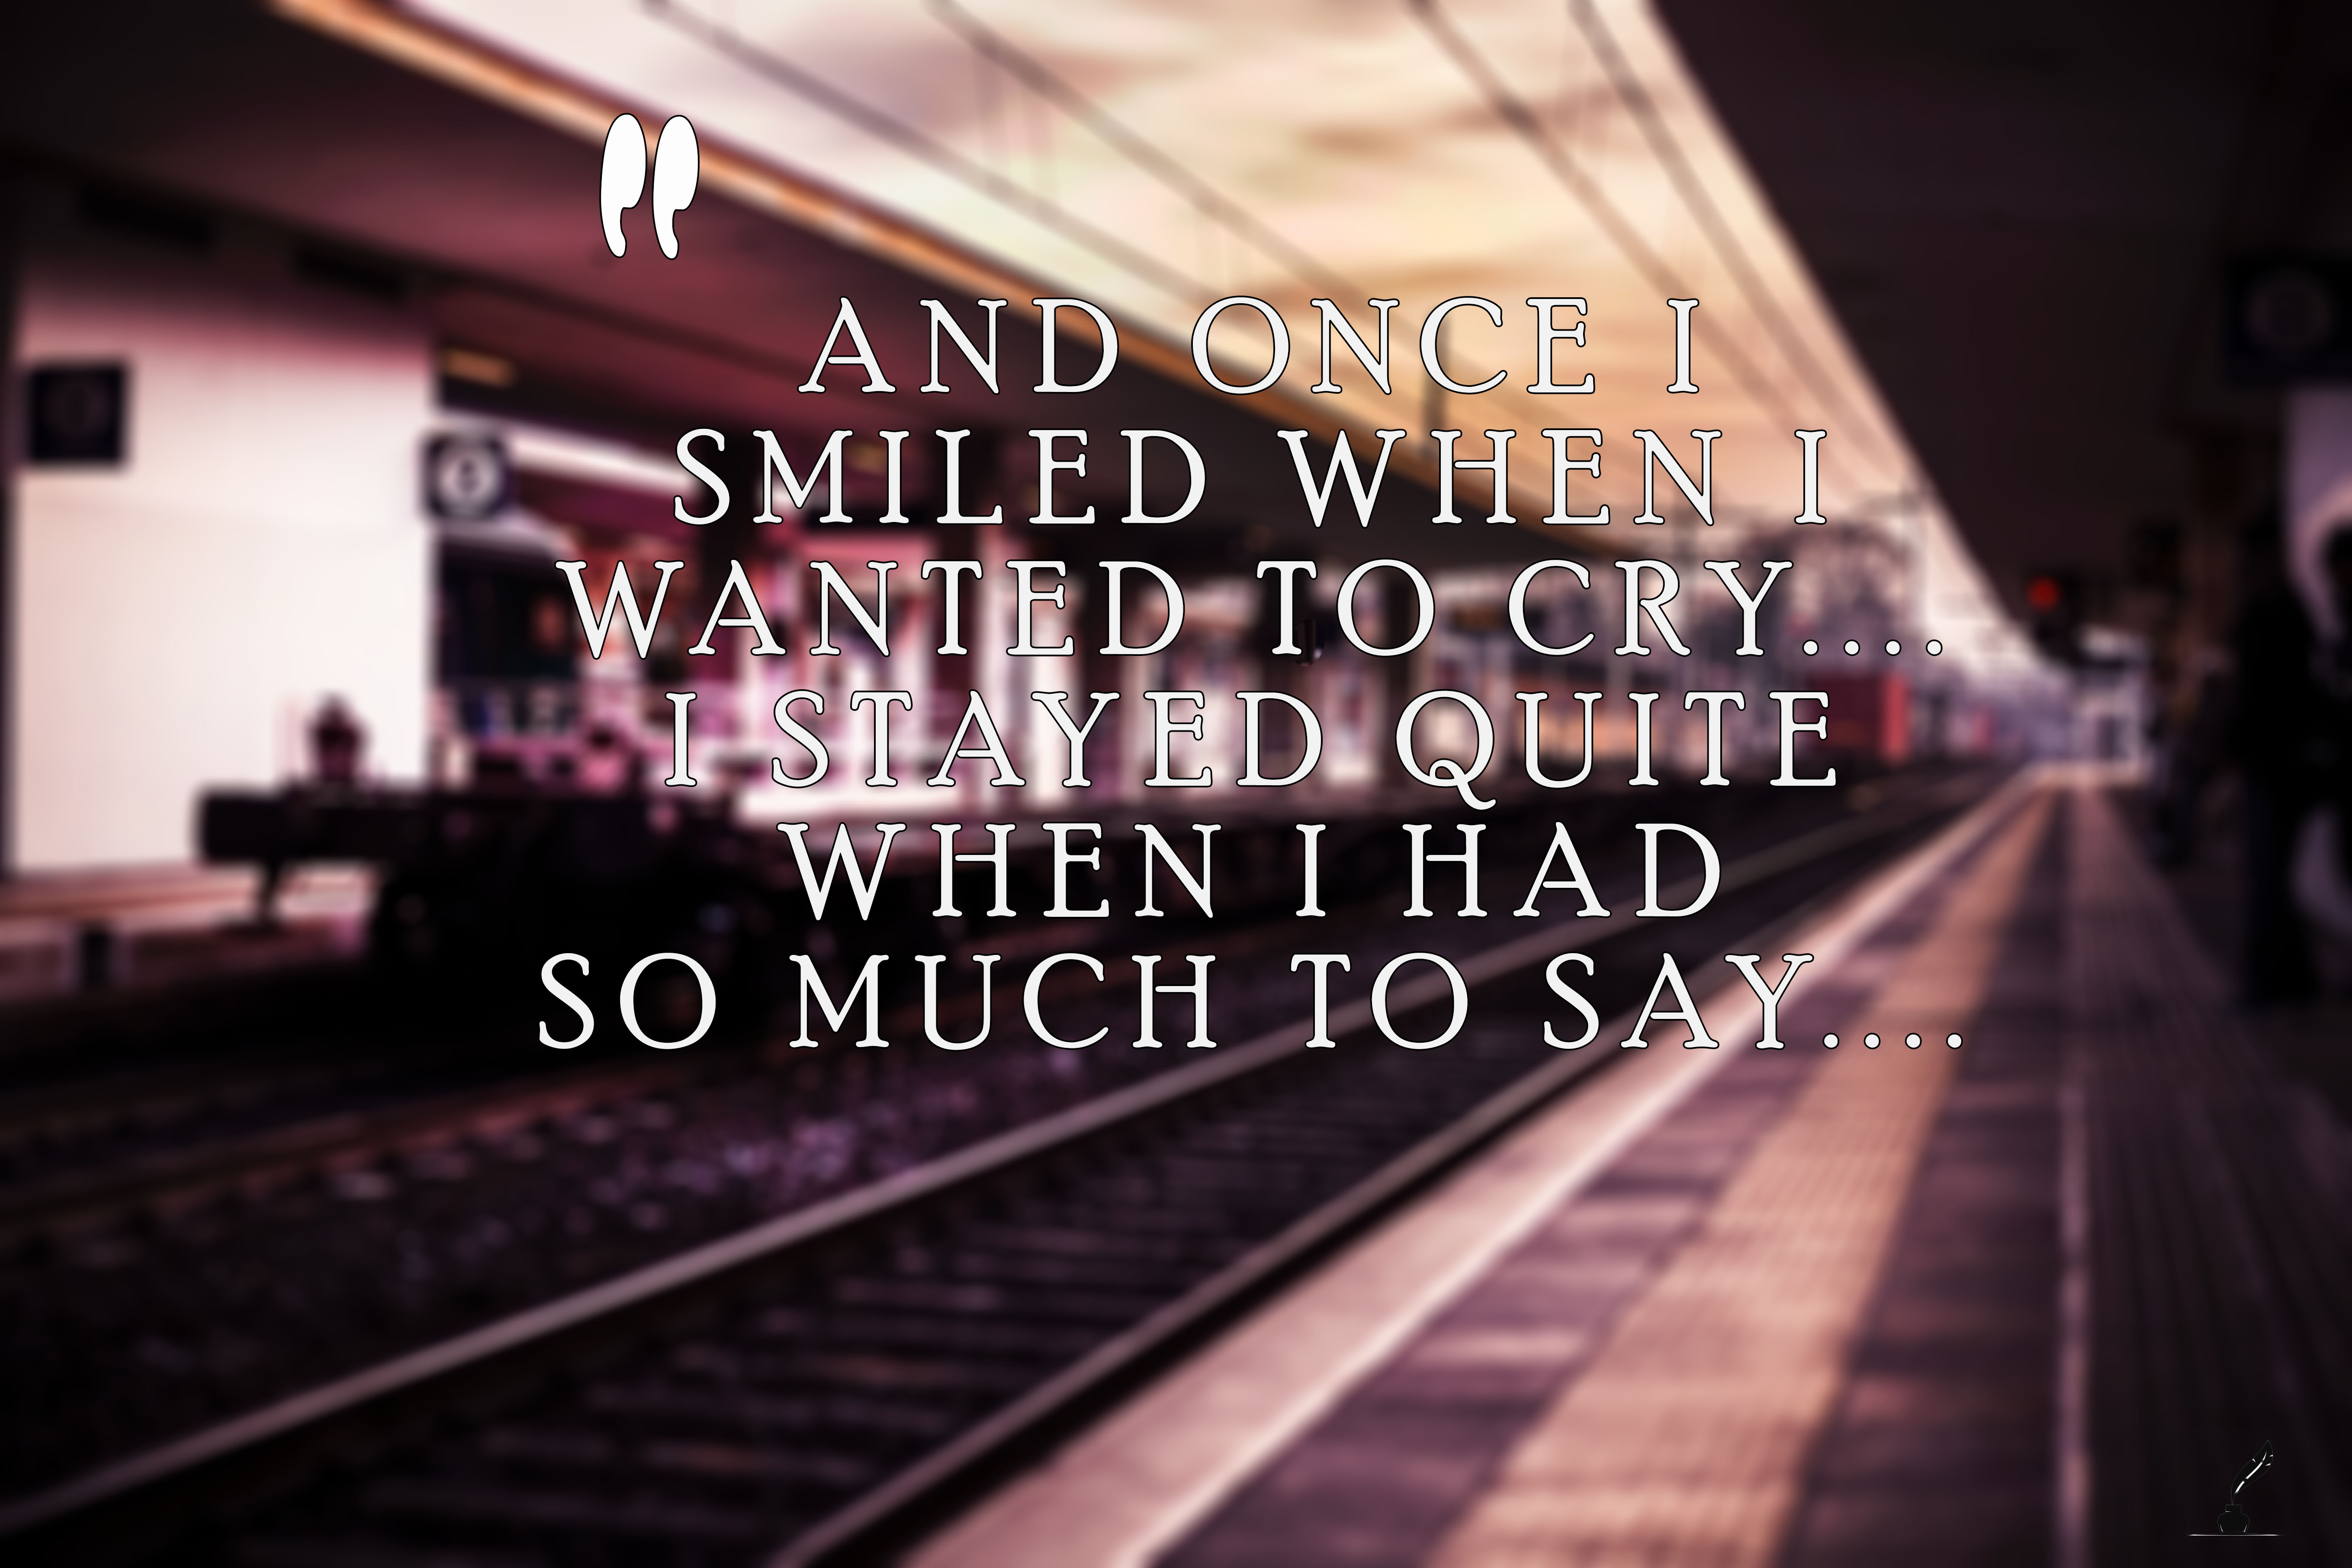 "
AND ONCE I
SMILED WHEN I
WANTED TO CRY....
I STAYED QUITE
WHEN I HAD
SO MUCH TO SAY....